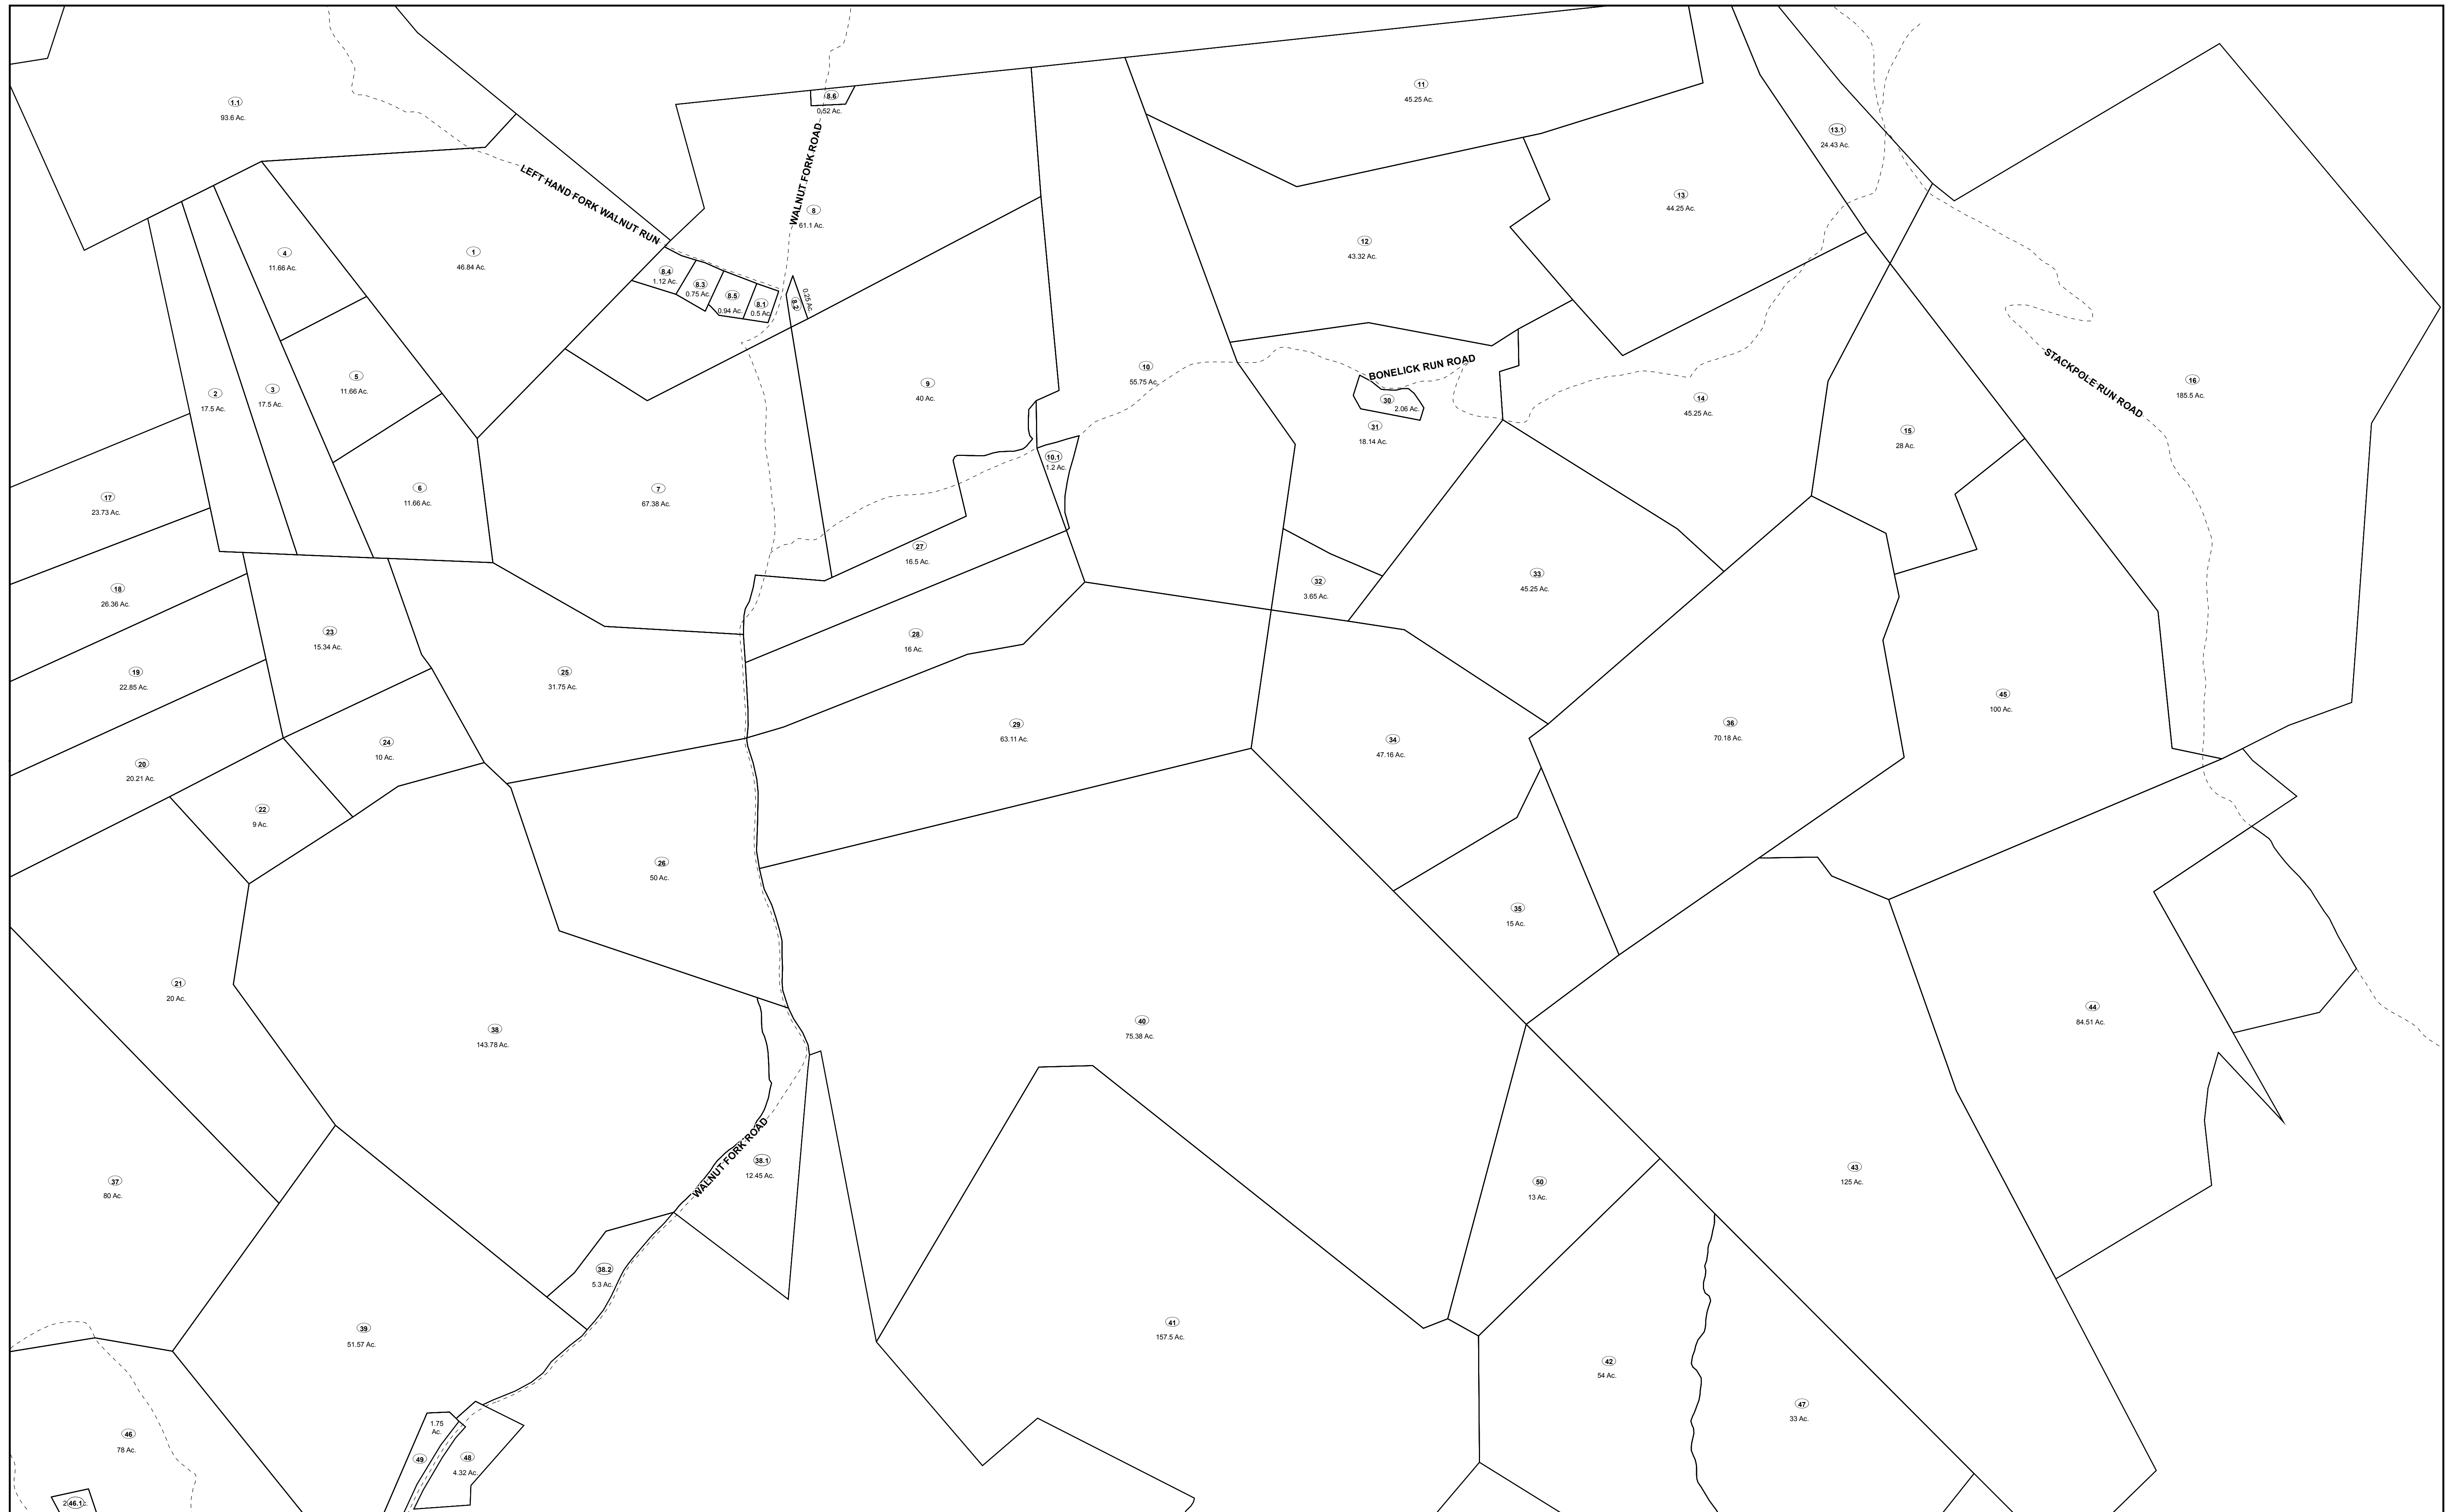 8.6
0.52 Ac.
11
45.25 Ac.
1.1
93.6 Ac.
13.1
24.43 Ac.
WALNUT FORK ROAD
LEFT HAND FORK WALNUT RUN
13
44.25 Ac.
8
61.1 Ac.
12
43.32 Ac.
4
11.66 Ac.
1
46.84 Ac.
8.4
1.12 Ac.
8.3
0.75 Ac.
8.5
0.94 Ac.
8.1
0.5 Ac.
8.2
0.25 Ac.
BONELICK RUN ROAD
STACKPOLE RUN ROAD
10
55.75 Ac.
5
11.66 Ac.
9
40 Ac.
16
185.5 Ac.
2
17.5 Ac.
3
17.5 Ac.
30
2.06 Ac.
14
45.25 Ac.
31
18.14 Ac.
15
28 Ac.
10.1
1.2 Ac.
6
11.66 Ac.
7
67.38 Ac.
17
23.73 Ac.
27
16.5 Ac.
33
45.25 Ac.
32
3.65 Ac.
18
26.36 Ac.
23
15.34 Ac.
28
16 Ac.
19
22.85 Ac.
25
31.75 Ac.
45
100 Ac.
29
63.11 Ac.
36
70.18 Ac.
34
47.16 Ac.
24
10 Ac.
20
20.21 Ac.
22
9 Ac.
26
50 Ac.
35
15 Ac.
21
20 Ac.
44
84.51 Ac.
40
75.38 Ac.
38
143.78 Ac.
WALNUT FORK ROAD
38.1
12.45 Ac.
43
125 Ac.
37
80 Ac.
50
13 Ac.
38.2
5.3 Ac.
41
157.5 Ac.
39
51.57 Ac.
42
54 Ac.
47
33 Ac.
1.75
Ac.
46
78 Ac.
49
48
4.32 Ac.
46.1